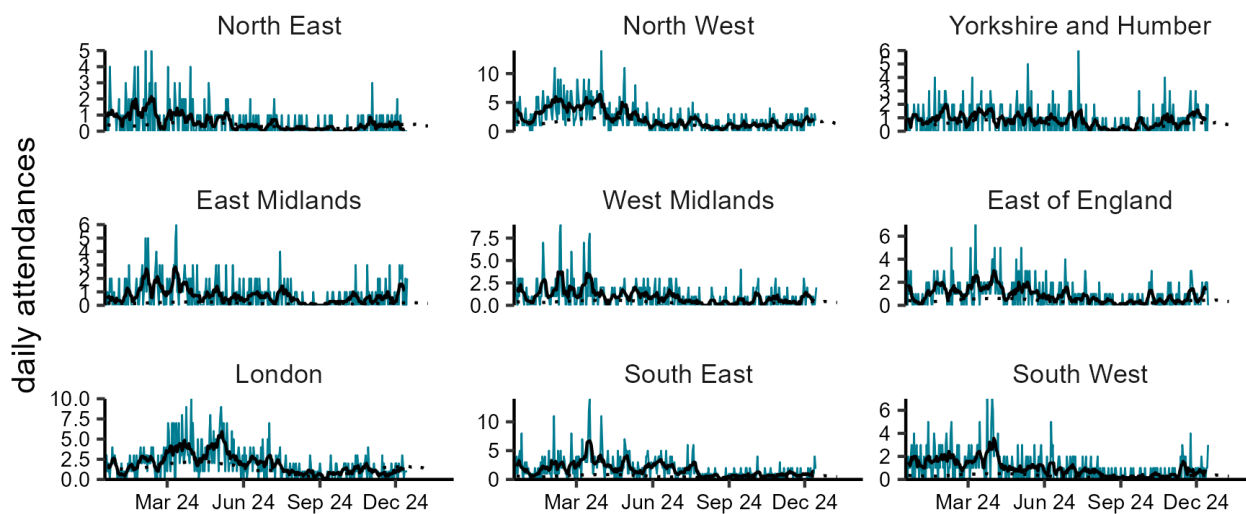 North East North West Yorkshire and Humber
5 4 3 2 1 0
10 5 0
6 5 4 3 2 1 0
daily attendances
East Midlands West Midlands East of England
6 5 4 3 2 1 0
7.5 5.0 2.5 0.0
6 4 2 0
London South East South West
10.0 7.5 5.0 2.5 0.0
10 5 0
6 4 2 0
Mar 24 Jun 24 Sep 24 Dec 24 Mar 24 Jun 24 Sep 24 Dec 24 Mar 24 Jun 24 Sep 24 Dec 24